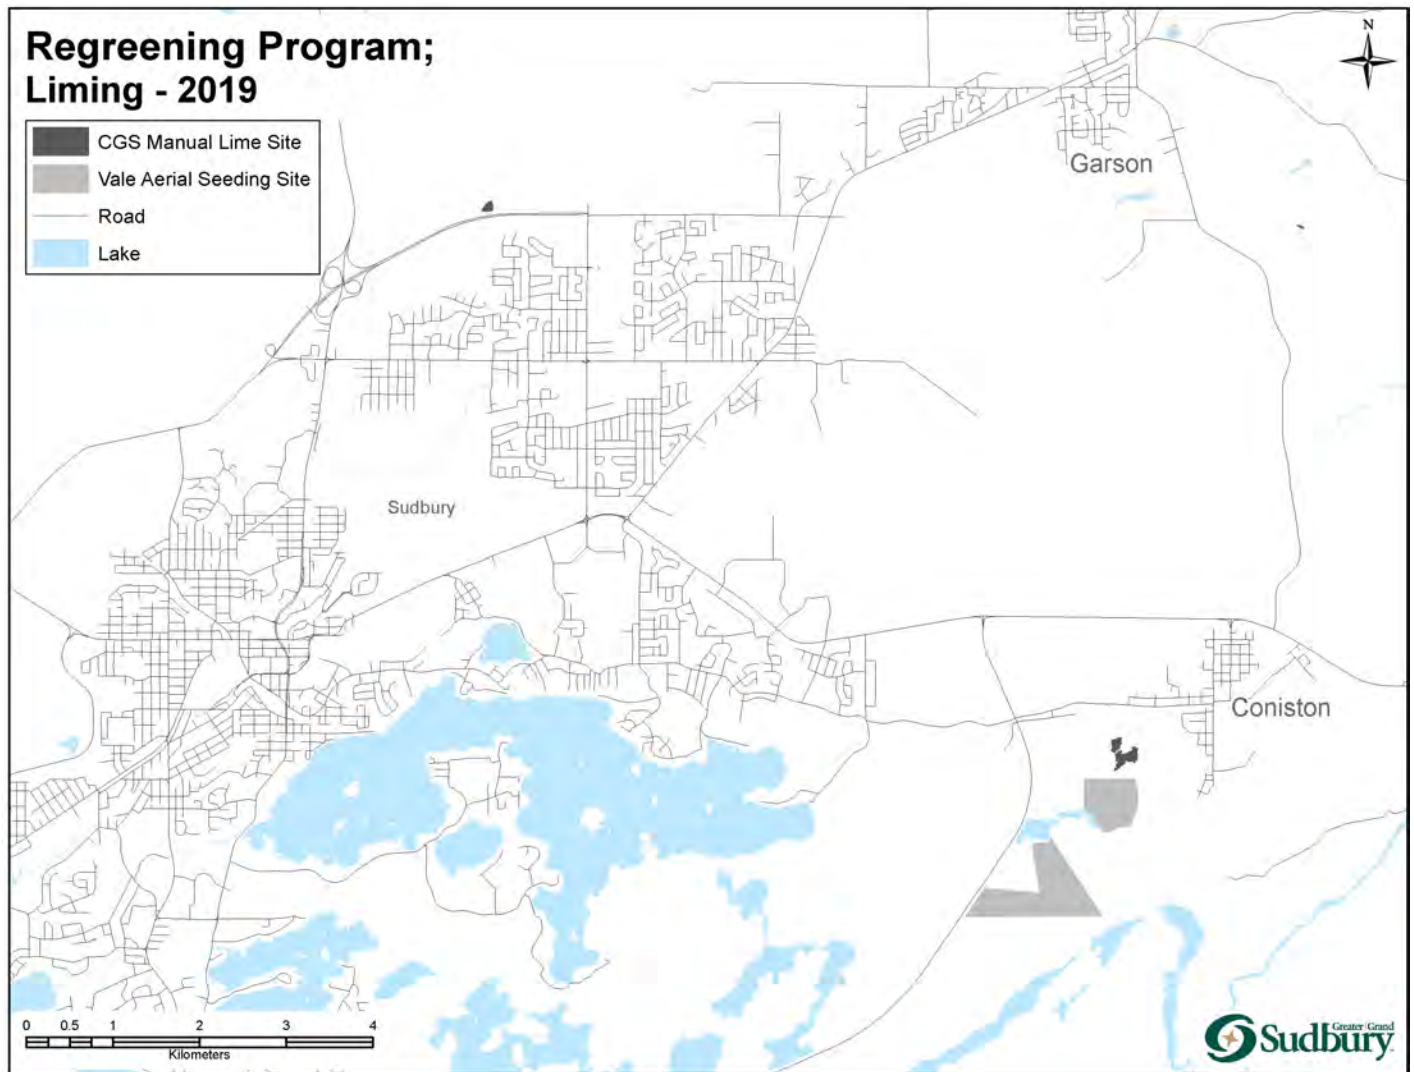 Regreening Program;
Liming - 2019
CGS Manual Lime Site
Vale Aerial Seeding Site
Road
Lake
N
Garson
Sudbury
Coniston
0 0.5 1 2 3 4
Kilometers
Greater Grand
Sudbury